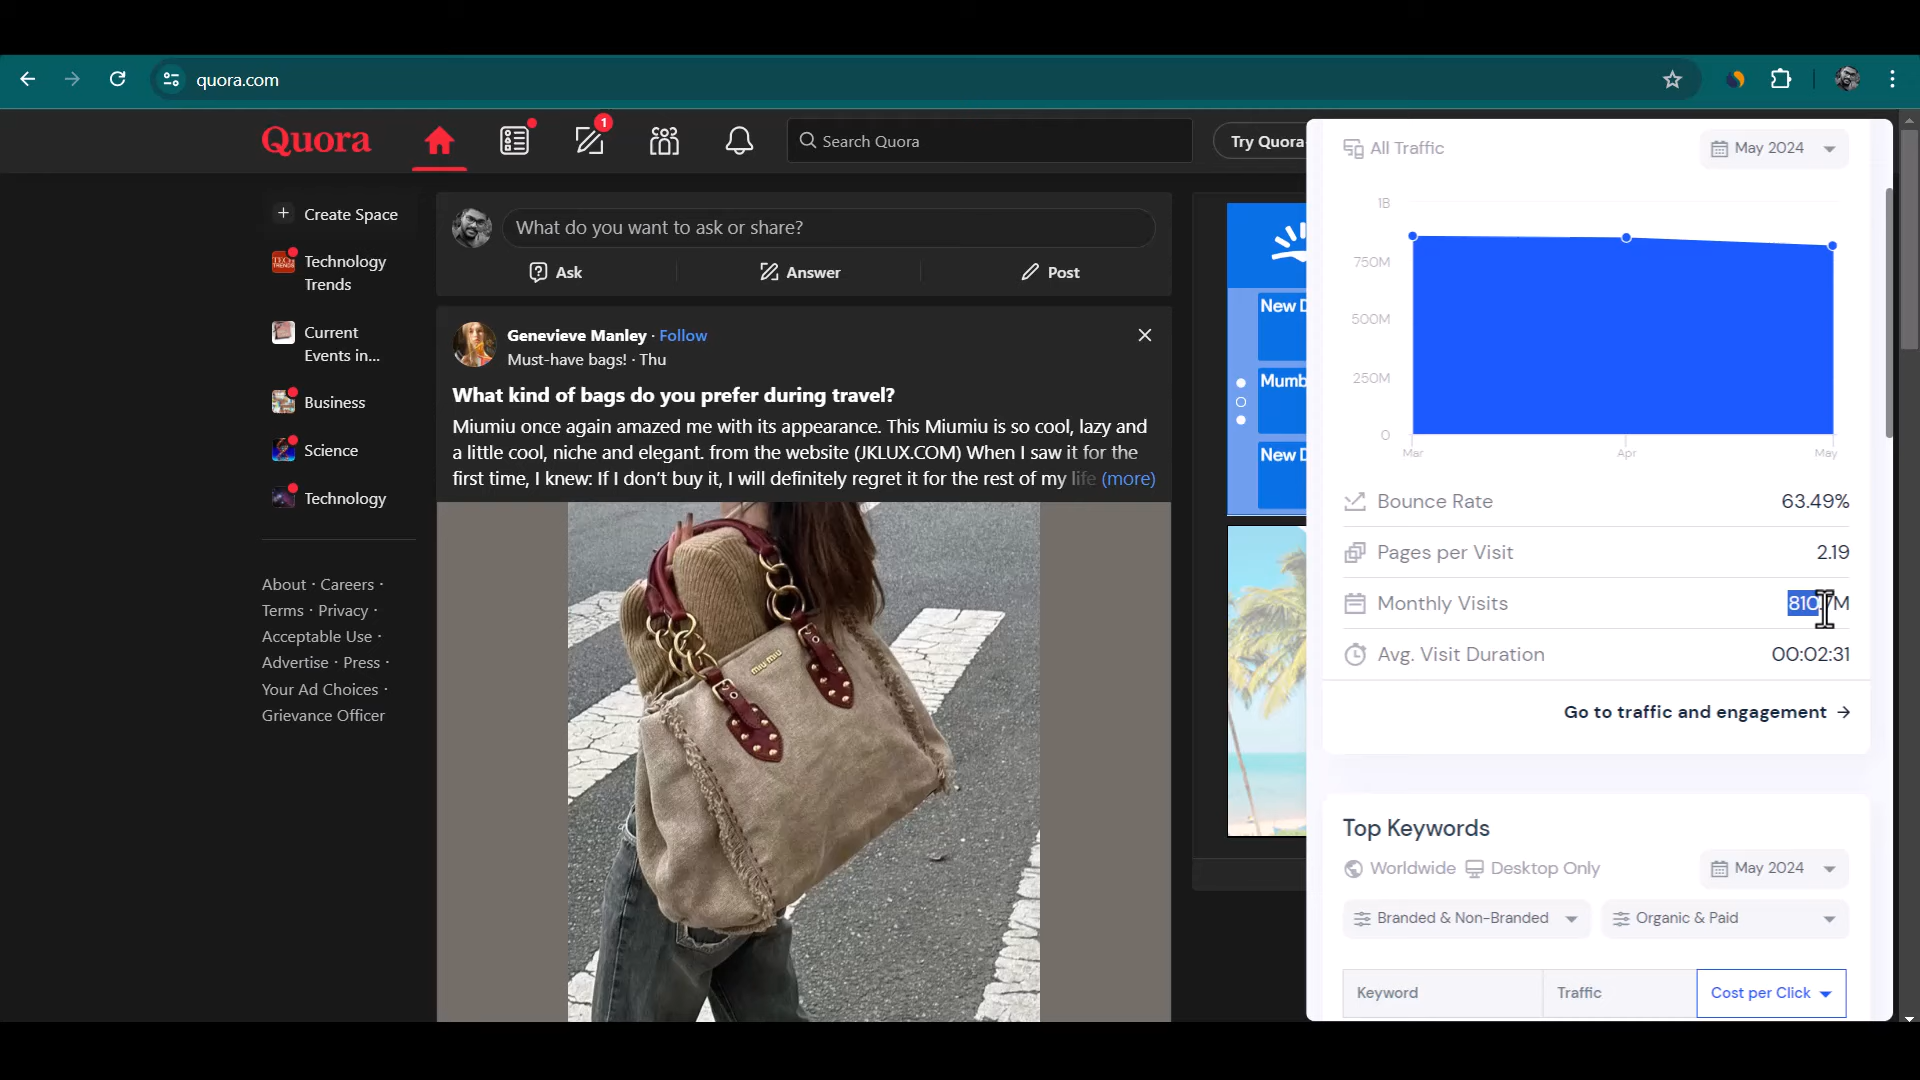 quora.com
Quora
1
Search Quora
Try Quora
Create Space
Technology
Trends
Current
Events in...
Business
Science
Technology
About · Careers ·
Terms · Privacy ·
Acceptable Use ·
Advertise · Press ·
Your Ad Choices ·
Grievance Officer
What do you want to ask or share?
Ask
Answer
Post
Genevieve Manley · Follow
Must-have bags! · Thu
What kind of bags do you prefer during travel?
Miumiu once again amazed me with its appearance. This Miumiu is so cool, lazy and
a little cool, niche and elegant. from the website (JKLUX.COM) When I saw it for the
first time, I knew: If I don't buy it, I will definitely regret it for the rest of my life (more)
miu miu
New D
Mumb
New D
All Traffic
May 2024
1B
750M
500M
250M
0
Mar
Apr
May
Bounce Rate
63.49%
Pages per Visit
2.19
Monthly Visits
810 M
Avg. Visit Duration
00:02:31
Go to traffic and engagement →
Top Keywords
Worldwide
Desktop Only
May 2024
Branded & Non-Branded
Organic & Paid
Keyword
Traffic
Cost per Click